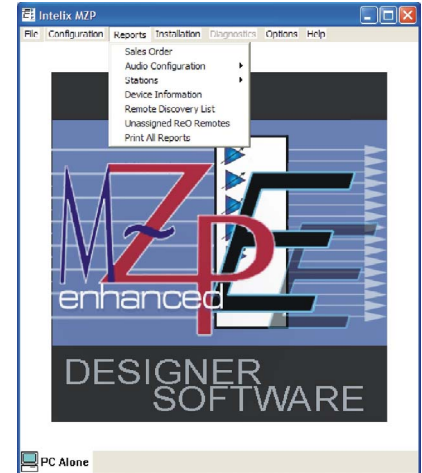 Intelix MZP
File Configuration Reports Installation Diagnostics Options Help
Sales Order
Audio Configuration
Stations
Device Information
Remote Discovery List
Unassigned ReO Remotes
Print All Reports
MZP E
enhanced
DESIGNER
SOFTWARE
PC Alone